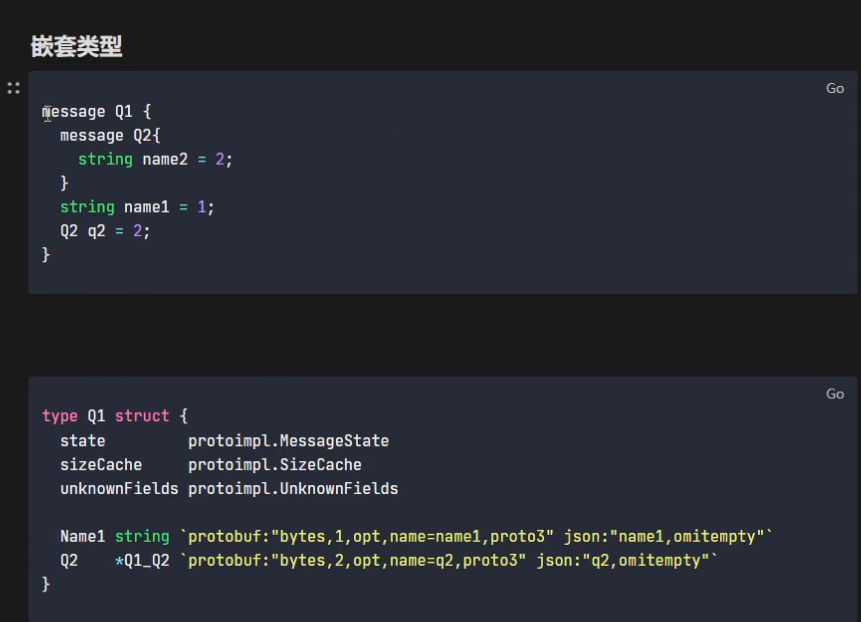 嵌套类型
Go
message Q1 {
  message Q2{
    string name2 = 2;
  }
  string name1 = 1;
  Q2 q2 = 2;
}
Go
type Q1 struct {
  state         protoimpl.MessageState
  sizeCache     protoimpl.SizeCache
  unknownFields protoimpl.UnknownFields
  Name1 string `protobuf:"bytes,1,opt,name=name1,proto3" json:"name1,omitempty"`
  Q2    *Q1_Q2 `protobuf:"bytes,2,opt,name=q2,proto3" json:"q2,omitempty"`
}